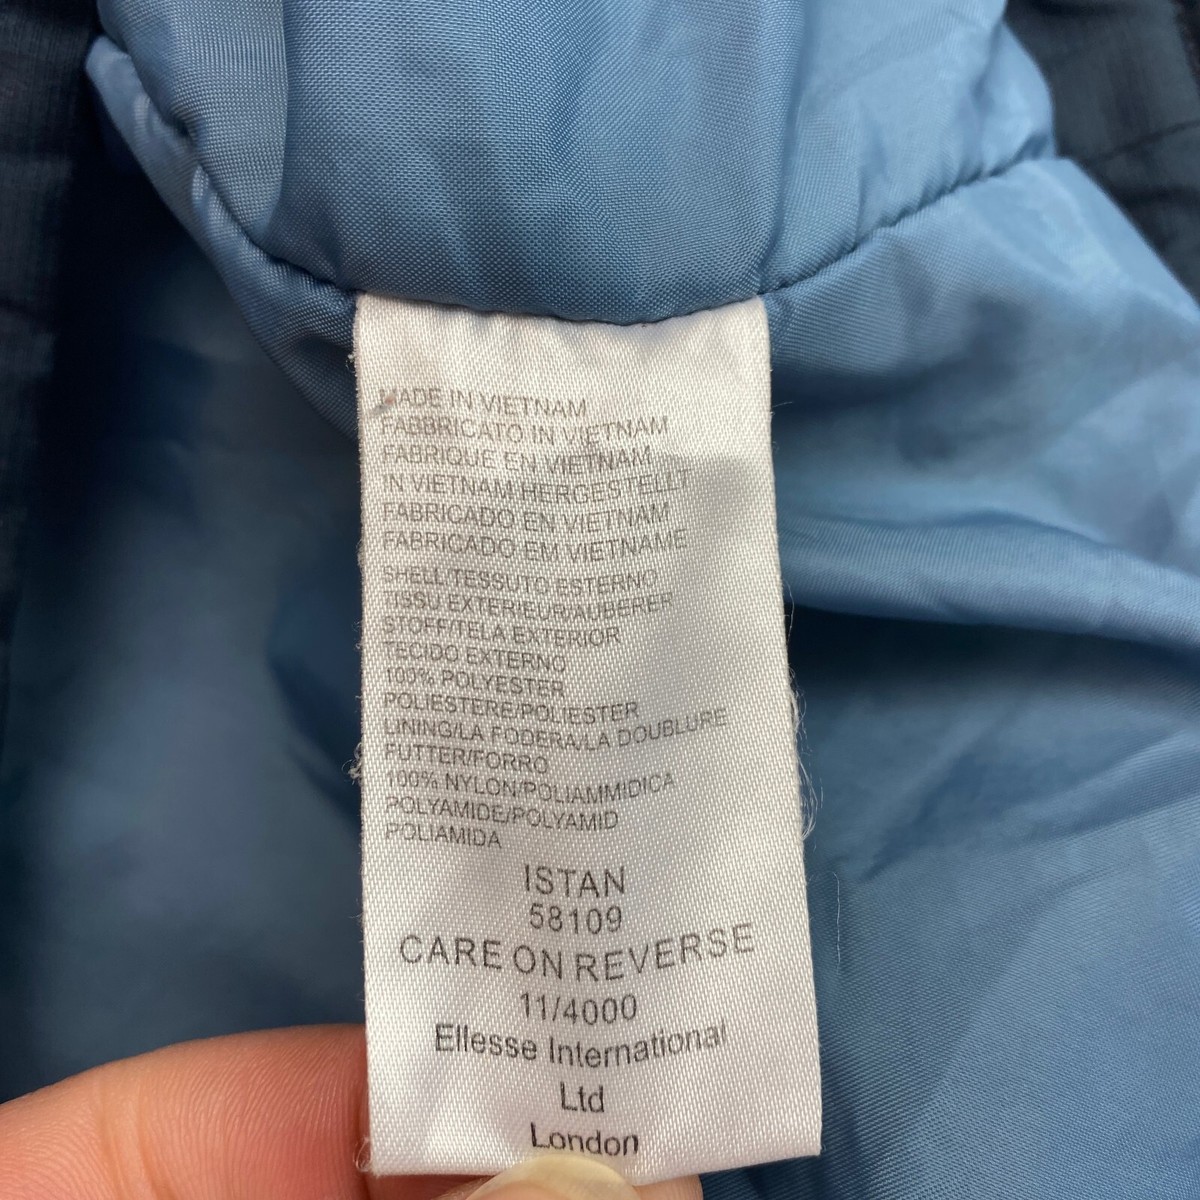 MADE IN VIETNAM
FABBRICATO IN VIETNAM
FABRIQUE EN VIETNAM
IN VIETNAM HERGESTELLT
FABRICADO EN VIETNAM
FABRICADO EM VIETNAME
SHELL/TESSUTO ESTERNO
TISSU EXTERIEUR/AUBERER
STOFF/TELA EXTERIOR
TECIDO EXTERNO
100% POLYESTER
POLIESTERE/POLIESTER
LINING/LA FODERA/LA DOUBLURE
FUTTER/FORRO
100% NYLON/POLIAMMIDICA
POLYAMIDE/POLYAMID
POLIAMIDA
ISTAN
58109
CARE ON REVERSE
11/4000
Ellesse International
Ltd
London